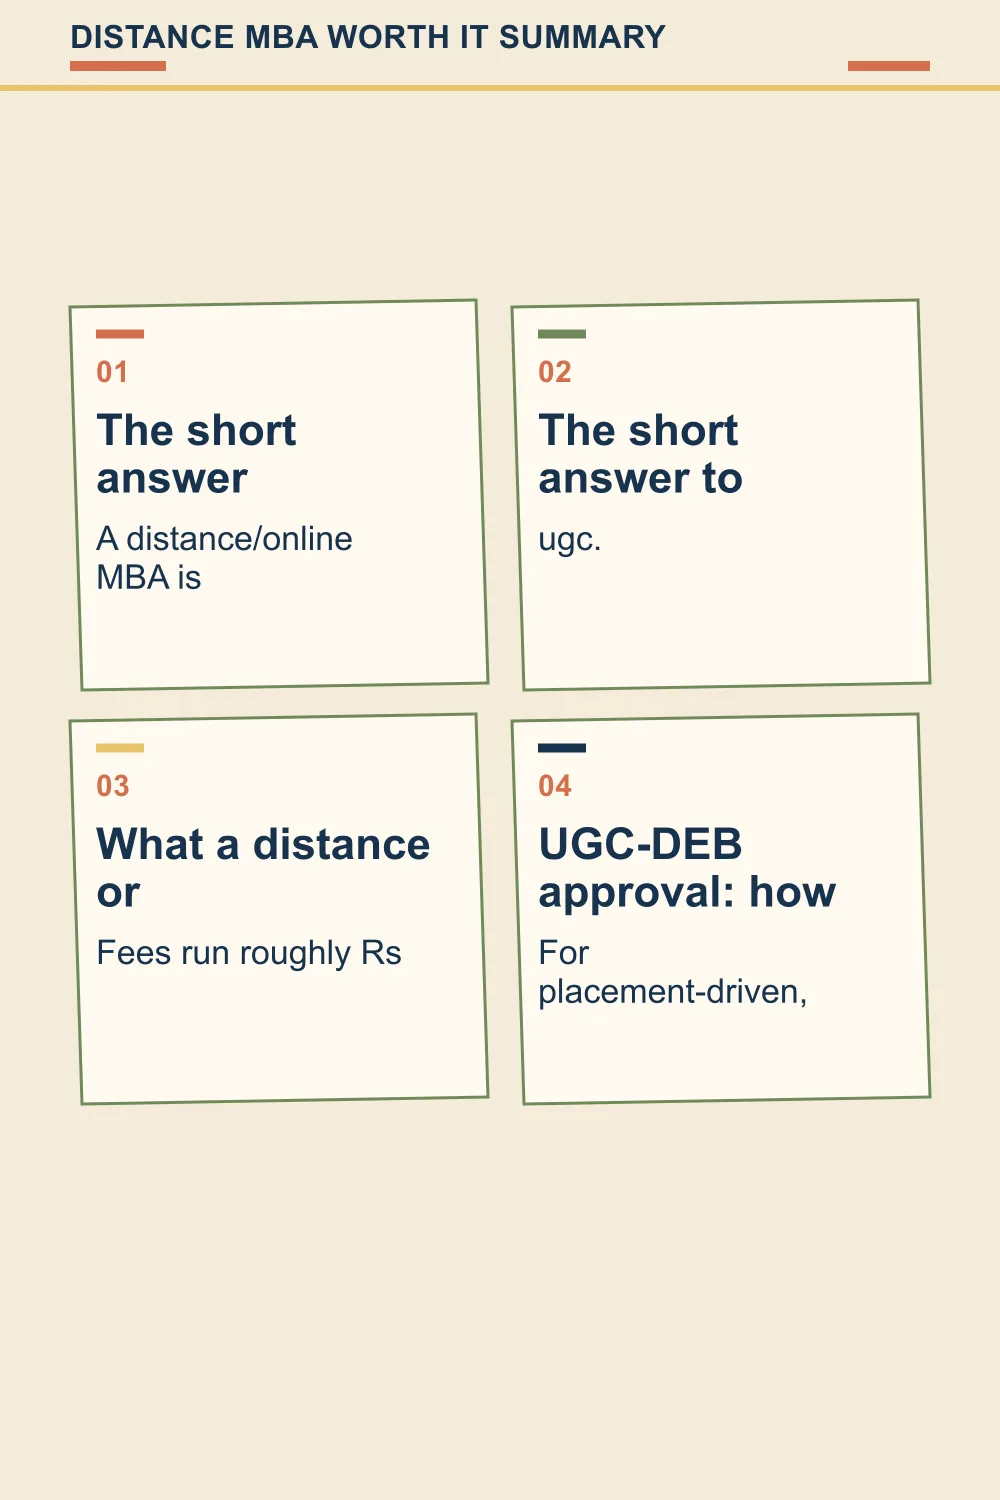 DISTANCE MBA WORTH IT SUMMARY
01
The short
answer
A distance/online
MBA is
02
The short
answer to
ugc.
03
What a distance
or
Fees run roughly Rs
04
UGC-DEB
approval: how
For
placement-driven,